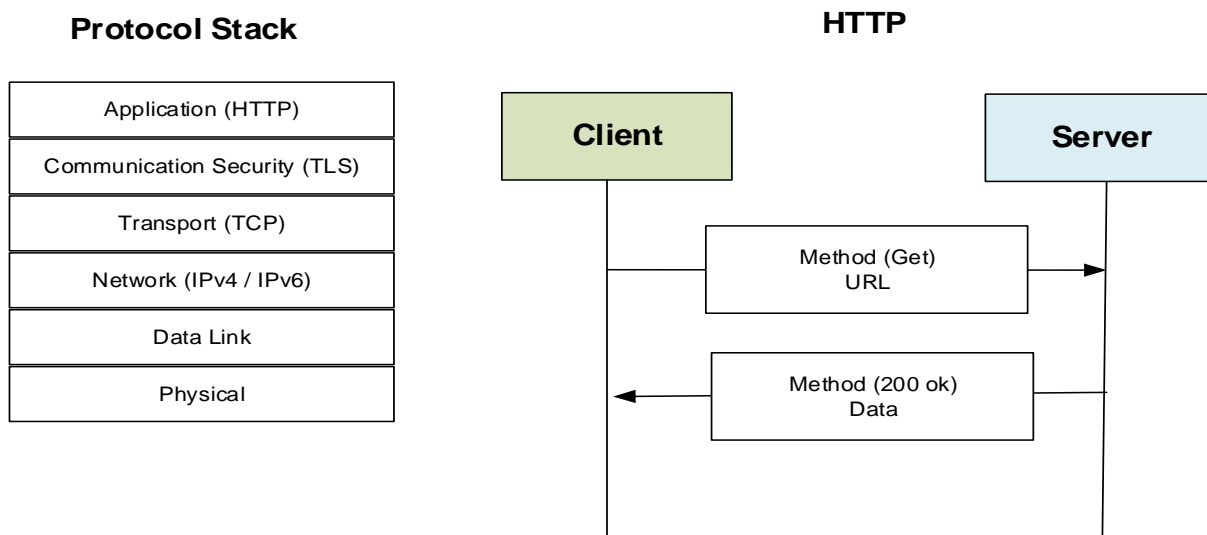 Protocol Stack
Application (HTTP)
Communication Security (TLS)
Transport (TCP)
Network (IPv4 / IPv6)
Data Link
Physical
HTTP
Client
Server
Method (Get)
URL
Method (200 ok)
Data